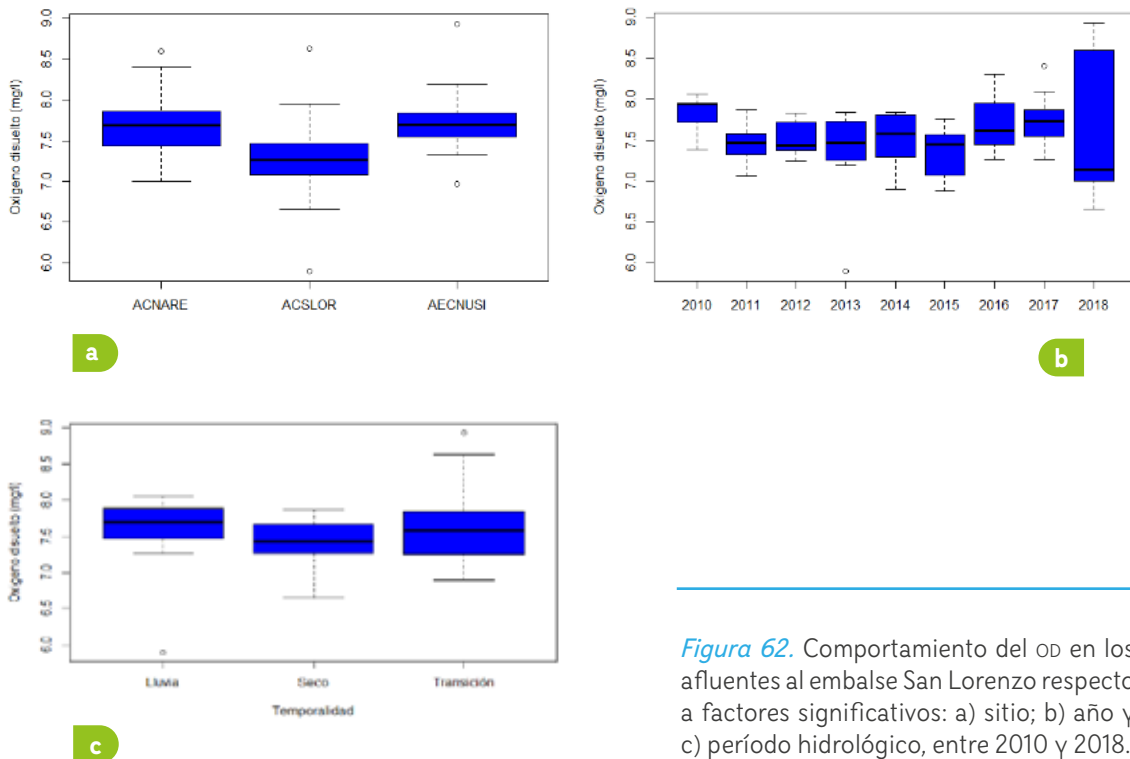 Oxígeno disuelto (mg/l)
9.0
8.5
8.0
7.5
7.0
6.5
6.0
ACNARE ACSLOR AECNUSI
a
Oxígeno disuelto (mg/l)
9.0
8.5
8.0
7.5
7.0
6.5
6.0
2010 2011 2012 2013 2014 2015 2016 2017 2018
b
Oxígeno disuelto (mg/l)
9.0
8.5
8.0
7.5
7.0
6.5
6.0
Lluvia Seco Transición
Temporalidad
c
Figura 62. Comportamiento del OD en los
afluentes al embalse San Lorenzo respecto
a factores significativos: a) sitio; b) año y
c) período hidrológico, entre 2010 y 2018.